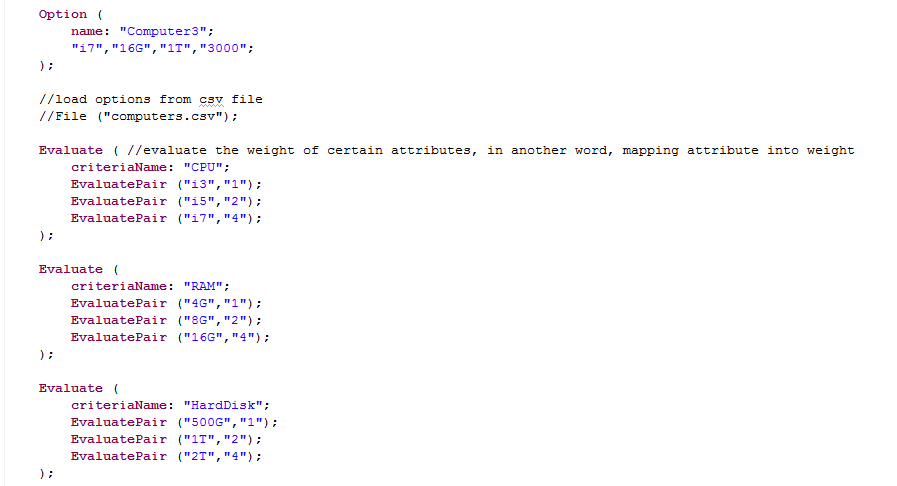 Option (
name: "Computer3";
"i7","16G","1T","3000";
);
//load options from csv file
//File ("computers.csv");
Evaluate ( //evaluate the weight of certain attributes, in another word, mapping attribute into weight
criteriaName: "CPU";
EvaluatePair ("i3","1");
EvaluatePair ("i5","2");
EvaluatePair ("i7","4");
);
Evaluate (
criteriaName: "RAM";
EvaluatePair ("4G","1");
EvaluatePair ("8G","2");
EvaluatePair ("16G","4");
);
Evaluate (
criteriaName: "HardDisk";
EvaluatePair ("500G","1");
EvaluatePair ("1T","2");
EvaluatePair ("2T","4");
);